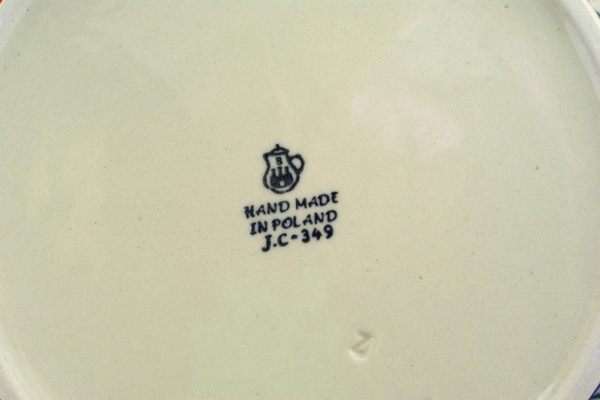 B
HAND MADE
IN POLAND
J.C-349
Z